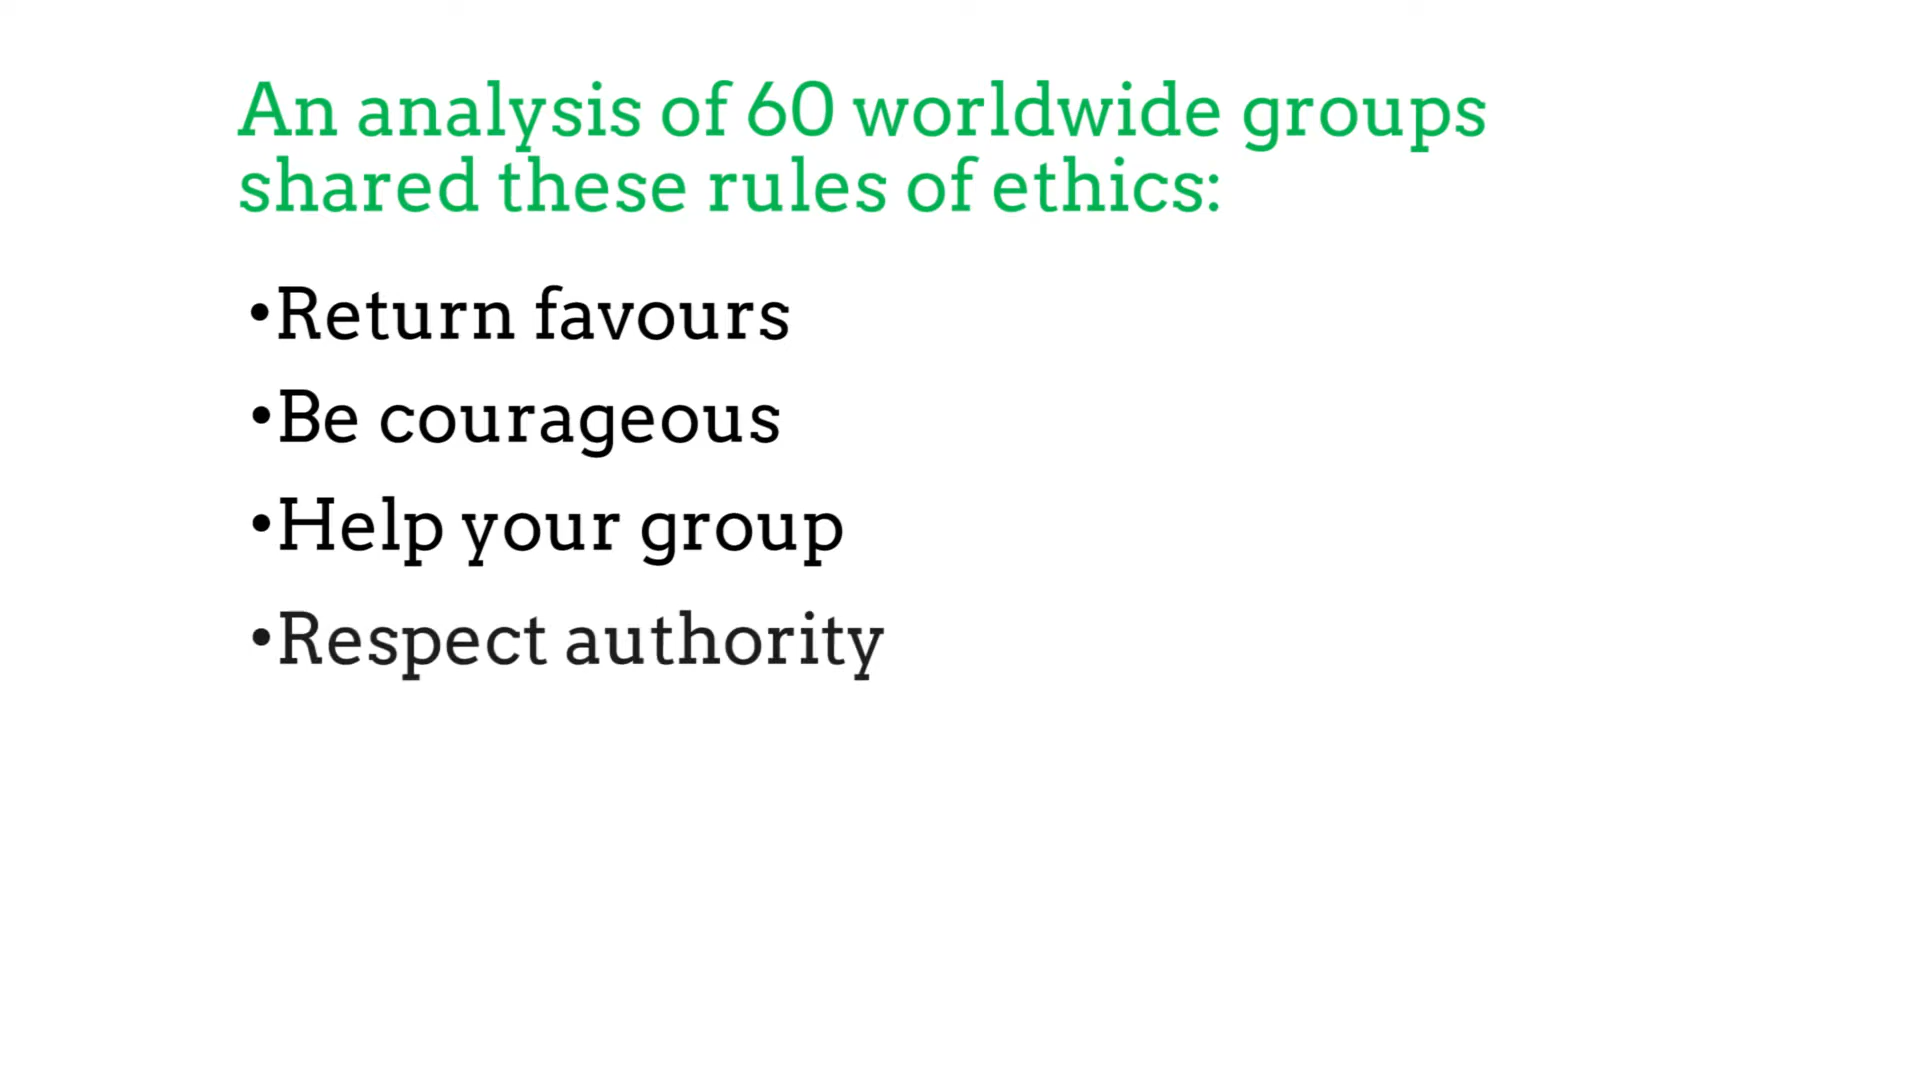 An analysis of 60 worldwide groups
shared these rules of ethics:
•Return favours
•Be courageous
•Help your group
•Respect authority